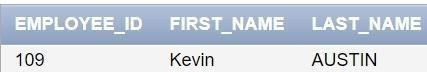 EMPLOYEE_ID FIRST_NAME LAST_NAME
109 Kevin AUSTIN